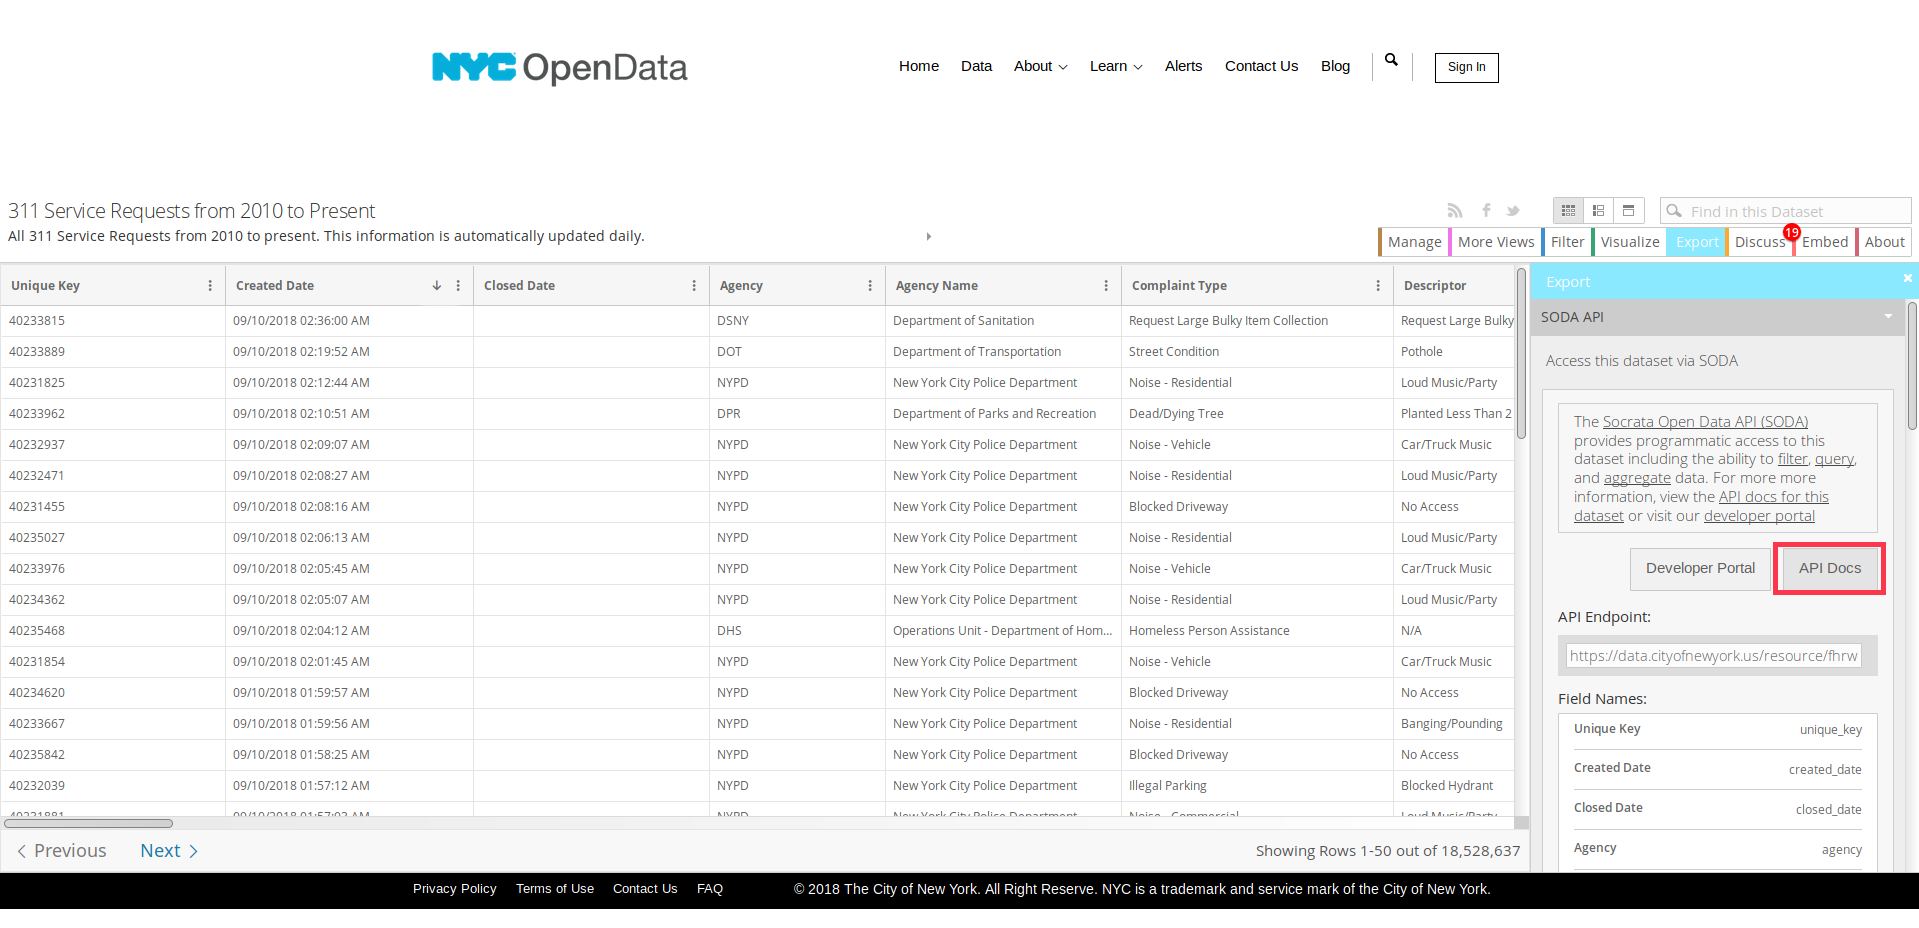 NYC OpenData
Home Data About Learn Alerts Contact Us Blog Sign In
311 Service Requests from 2010 to Present
All 311 Service Requests from 2010 to present. This information is automatically updated daily.
Find in this Dataset
Manage More Views Filter Visualize Export Discuss 19 Embed About
Unique Key Created Date Closed Date Agency Agency Name Complaint Type Descriptor
40233815 09/10/2018 02:36:00 AM DSNY Department of Sanitation Request Large Bulky Item Collection Request Large Bulky
40233889 09/10/2018 02:19:52 AM DOT Department of Transportation Street Condition Pothole
40231825 09/10/2018 02:12:44 AM NYPD New York City Police Department Noise - Residential Loud Music/Party
40233962 09/10/2018 02:10:51 AM DPR Department of Parks and Recreation Dead/Dying Tree Planted Less Than 2
40232937 09/10/2018 02:09:07 AM NYPD New York City Police Department Noise - Vehicle Car/Truck Music
40232471 09/10/2018 02:08:27 AM NYPD New York City Police Department Noise - Residential Loud Music/Party
40231455 09/10/2018 02:08:16 AM NYPD New York City Police Department Blocked Driveway No Access
40235027 09/10/2018 02:06:13 AM NYPD New York City Police Department Noise - Residential Loud Music/Party
40233976 09/10/2018 02:05:45 AM NYPD New York City Police Department Noise - Vehicle Car/Truck Music
40234362 09/10/2018 02:05:07 AM NYPD New York City Police Department Noise - Residential Loud Music/Party
40235468 09/10/2018 02:04:12 AM DHS Operations Unit - Department of Hom... Homeless Person Assistance N/A
40231854 09/10/2018 02:01:45 AM NYPD New York City Police Department Noise - Vehicle Car/Truck Music
40234620 09/10/2018 01:59:57 AM NYPD New York City Police Department Blocked Driveway No Access
40233667 09/10/2018 01:59:56 AM NYPD New York City Police Department Noise - Residential Banging/Pounding
40235842 09/10/2018 01:58:25 AM NYPD New York City Police Department Blocked Driveway No Access
40232039 09/10/2018 01:57:12 AM NYPD New York City Police Department Illegal Parking Blocked Hydrant
NYPD New York City Police Department Noise - Commercial Loud Music/Party
Previous Next Showing Rows 1-50 out of 18,528,637
Export
SODA API
Access this dataset via SODA
The Socrata Open Data API (SODA)
provides programmatic access to this
dataset including the ability to filter, query,
and aggregate data. For more more
information, view the API docs for this
dataset or visit our developer portal
Developer Portal API Docs
API Endpoint:
https://data.cityofnewyork.us/resource/fhrw
Field Names:
Unique Key unique_key
Created Date created_date
Closed Date closed_date
Agency agency
Privacy Policy Terms of Use Contact Us FAQ © 2018 The City of New York. All Right Reserve. NYC is a trademark and service mark of the City of New York.